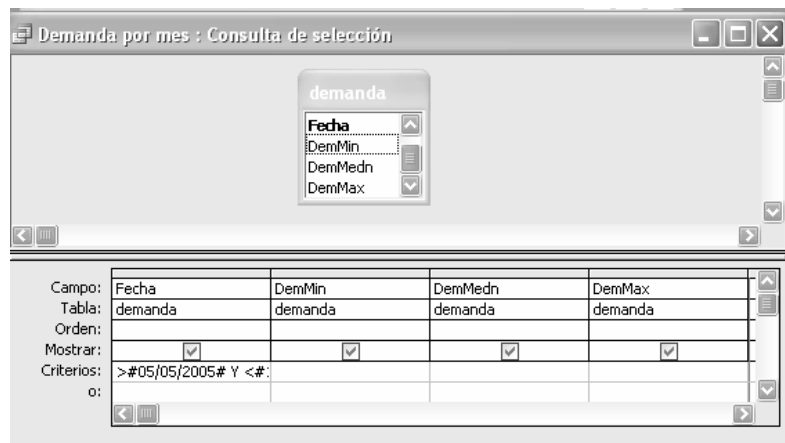 Demanda por mes : Consulta de selección
demanda
Fecha
DemMin
DemMedn
DemMax
Campo: Fecha DemMin DemMedn DemMax
Tabla: demanda demanda demanda demanda
Orden:
Mostrar:
Criterios: >#05/05/2005# Y <#:
o: